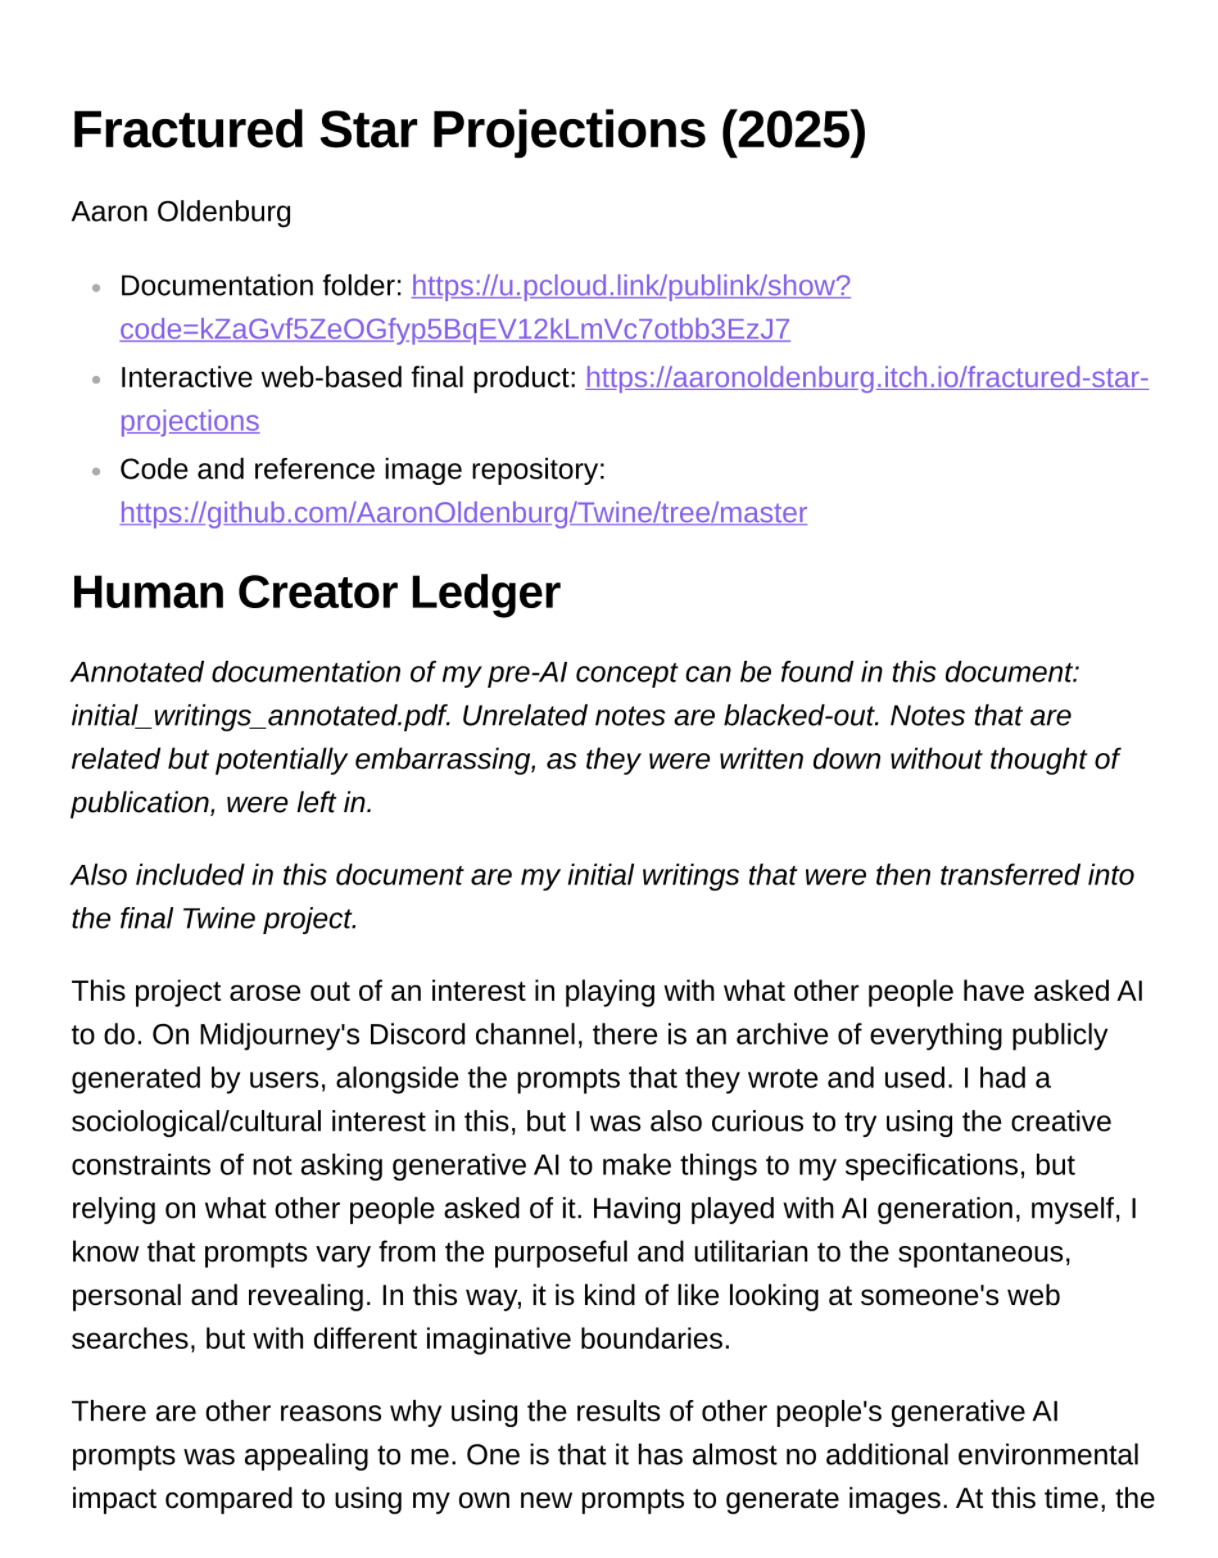 Fractured Star Projections (2025)
Aaron Oldenburg
Documentation folder: https://u.pcloud.link/publink/show?
code=kZaGvf5ZeOGfyp5BqEV12kLmVc7otbb3EzJ7
Interactive web-based final product: https://aaronoldenburg.itch.io/fractured-star-
projections
Code and reference image repository:
https://github.com/AaronOldenburg/Twine/tree/master
Human Creator Ledger
Annotated documentation of my pre-AI concept can be found in this document:
initial_writings_annotated.pdf. Unrelated notes are blacked-out. Notes that are
related but potentially embarrassing, as they were written down without thought of
publication, were left in.
Also included in this document are my initial writings that were then transferred into
the final Twine project.
This project arose out of an interest in playing with what other people have asked AI
to do. On Midjourney's Discord channel, there is an archive of everything publicly
generated by users, alongside the prompts that they wrote and used. I had a
sociological/cultural interest in this, but I was also curious to try using the creative
constraints of not asking generative AI to make things to my specifications, but
relying on what other people asked of it. Having played with AI generation, myself, I
know that prompts vary from the purposeful and utilitarian to the spontaneous,
personal and revealing. In this way, it is kind of like looking at someone's web
searches, but with different imaginative boundaries.
There are other reasons why using the results of other people's generative AI
prompts was appealing to me. One is that it has almost no additional environmental
impact compared to using my own new prompts to generate images. At this time, the